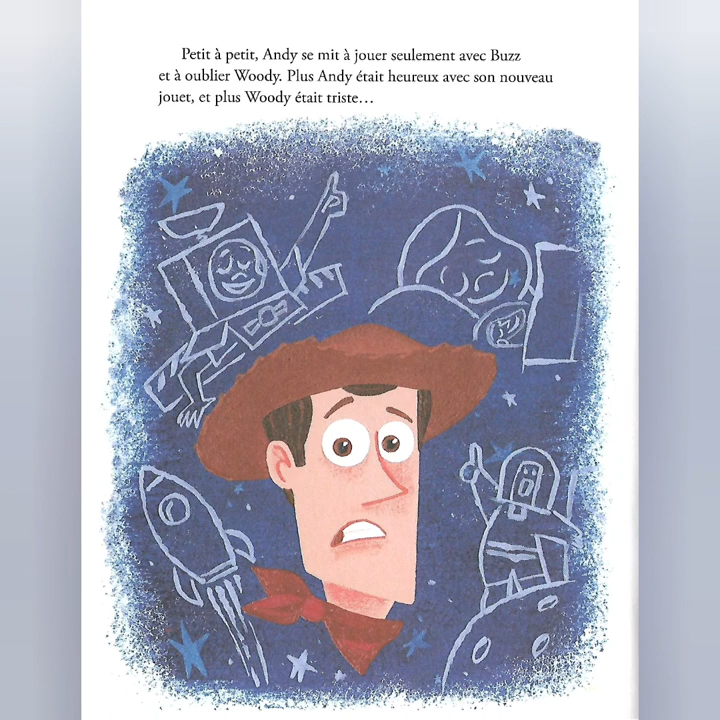 Petit à petit, Andy se mit à jouer seulement avec Buzz
et à oublier Woody. Plus Andy était heureux avec son nouveau
jouet, et plus Woody était triste…